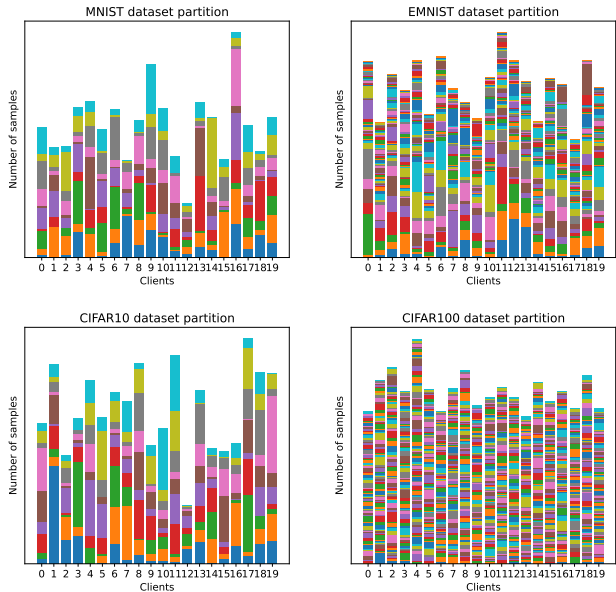 MNIST dataset partition
Number of samples
0 1 2 3 4 5 6 7 8 9 10 11 12 13 14 15 16 17 18 19
Clients
EMNIST dataset partition
Number of samples
0 1 2 3 4 5 6 7 8 9 10 11 12 13 14 15 16 17 18 19
Clients
CIFAR10 dataset partition
Number of samples
0 1 2 3 4 5 6 7 8 9 10 11 12 13 14 15 16 17 18 19
Clients
CIFAR100 dataset partition
Number of samples
0 1 2 3 4 5 6 7 8 9 10 11 12 13 14 15 16 17 18 19
Clients